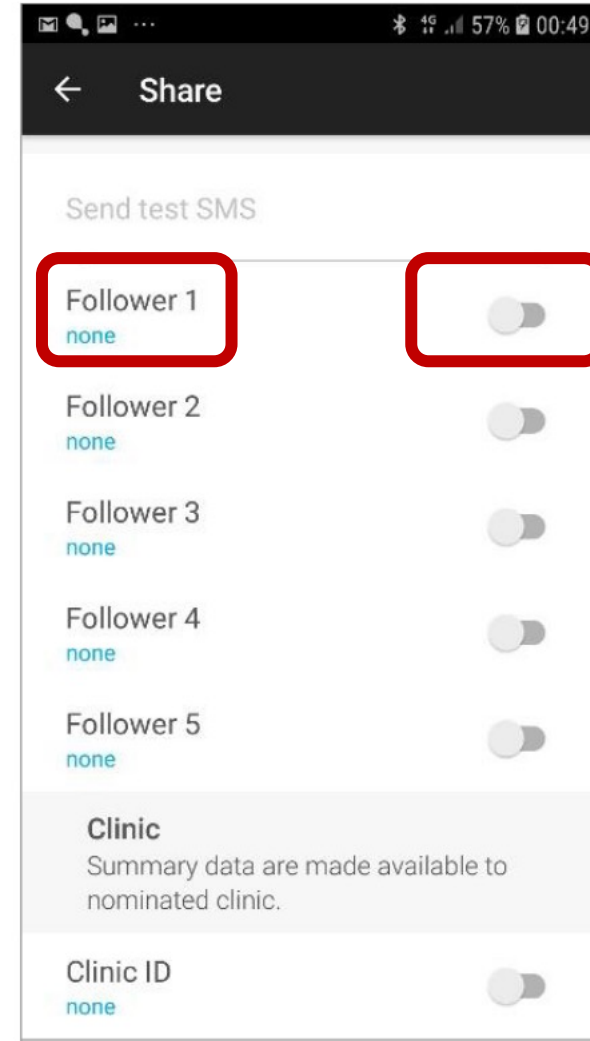 4G 57% 00:49
Share
Send test SMS
Follower 1
none
Follower 2
none
Follower 3
none
Follower 4
none
Follower 5
none
Clinic
Summary data are made available to
nominated clinic.
Clinic ID
none